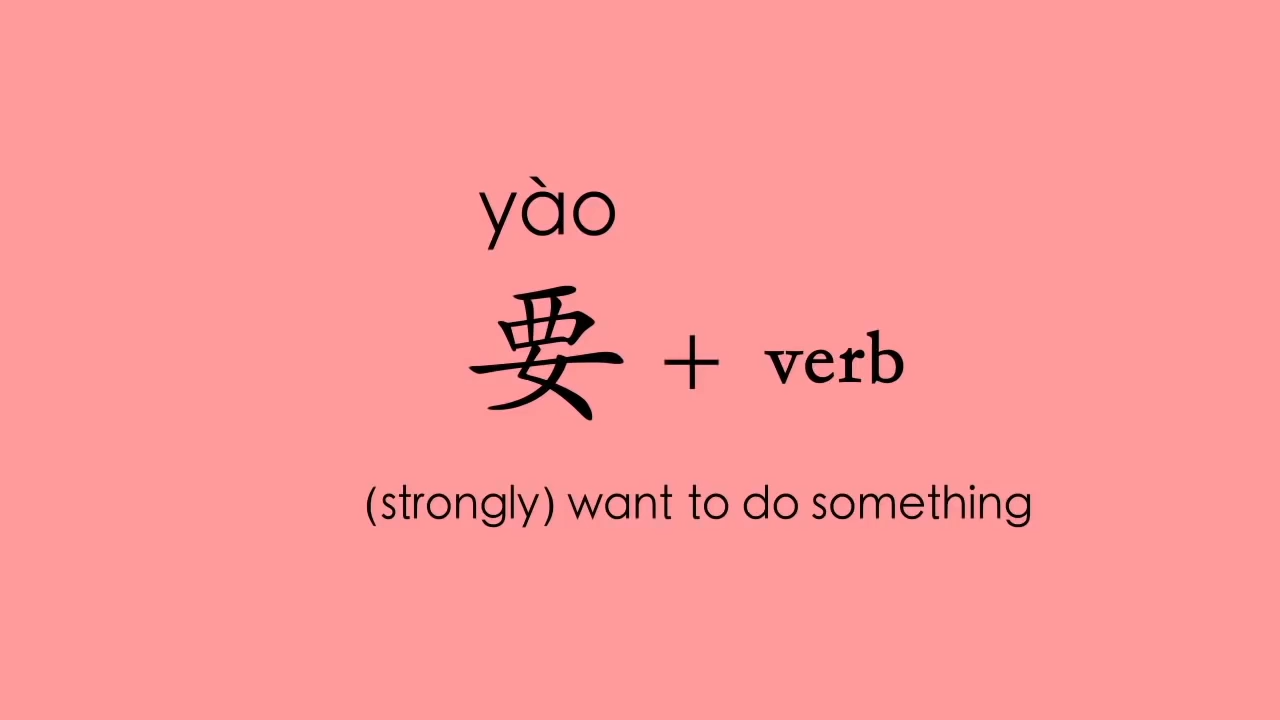 yào
要 + verb
(strongly) want to do something